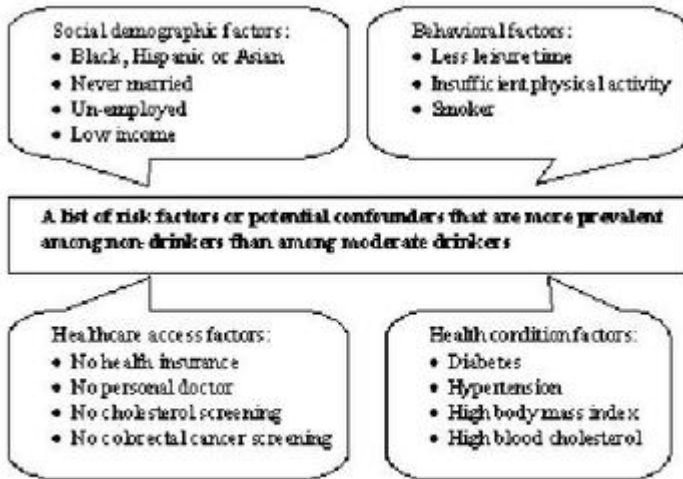 Social demographic factors:
• Black, Hispanic or Asian
• Never married
• Un-employed
• Low income
Behavioral factors:
• Less leisure time
• Insufficient physical activity
• Smoker
A list of risk factors or potential confounders that are more prevalent
among non-drinkers than among moderate drinkers
Healthcare access factors:
• No health insurance
• No personal doctor
• No cholesterol screening
• No colorectal cancer screening
Health condition factors:
• Diabetes
• Hypertension
• High body mass index
• High blood cholesterol